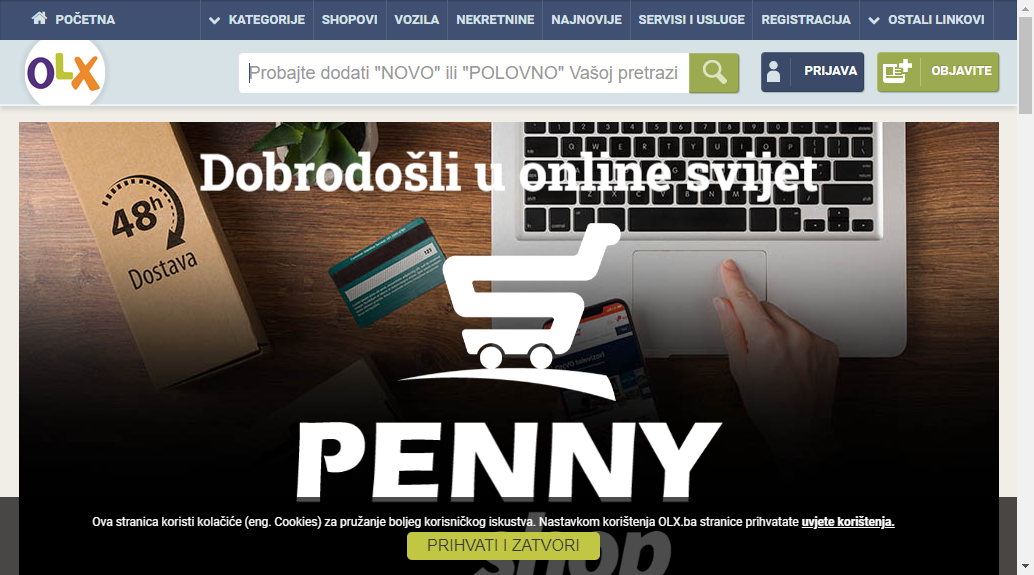 POČETNA
KATEGORIJE
SHOPOVI
VOZILA
NEKRETNINE
NAJNOVIJE
SERVISI I USLUGE
REGISTRACIJA
OSTALI LINKOVI
OLX
Probajte dodati "NOVO" ili "POLOVNO" Vašoj pretrazi
PRIJAVA
OBJAVITE
Dobrodošli u online svijet
48h
Dostava
PENNY
shop
Ova stranica koristi kolačiće (eng. Cookies) za pružanje boljeg korisničkog iskustva. Nastavkom korištenja OLX.ba stranice prihvatate uvjete korištenja.
PRIHVATI I ZATVORI